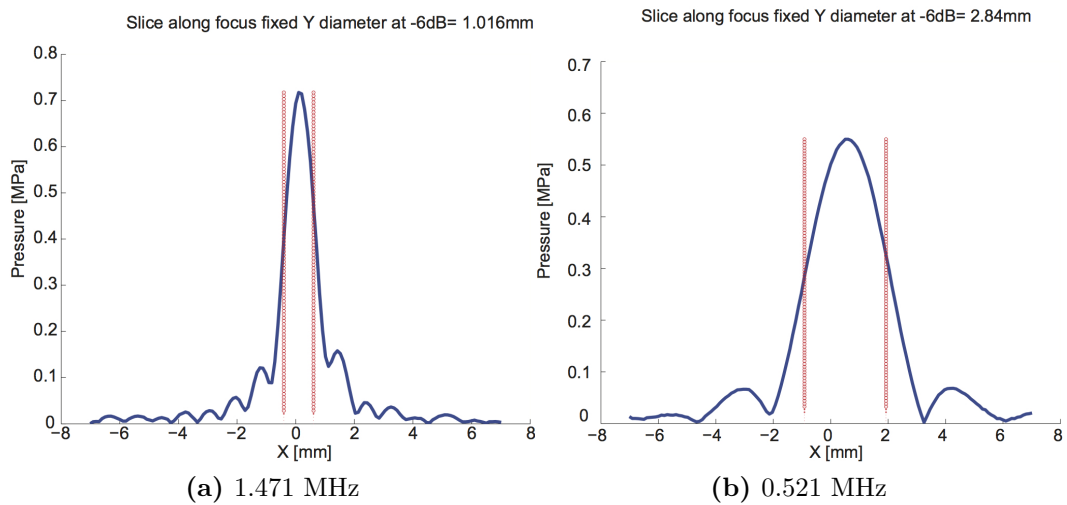 Slice along focus fixed Y diameter at -6dB= 1.016mm
0.8
0.7
0.6
0.5
0.4
0.3
0.2
0.1
0
Pressure [MPa]
−8 −6 −4 −2 0 2 4 6 8
X [mm]
(a) 1.471 MHz
Slice along focus fixed Y diameter at -6dB= 2.84mm
0.7
0.6
0.5
0.4
0.3
0.2
0.1
0
Pressure [MPa]
−8 −6 −4 −2 0 2 4 6 8
X [mm]
(b) 0.521 MHz